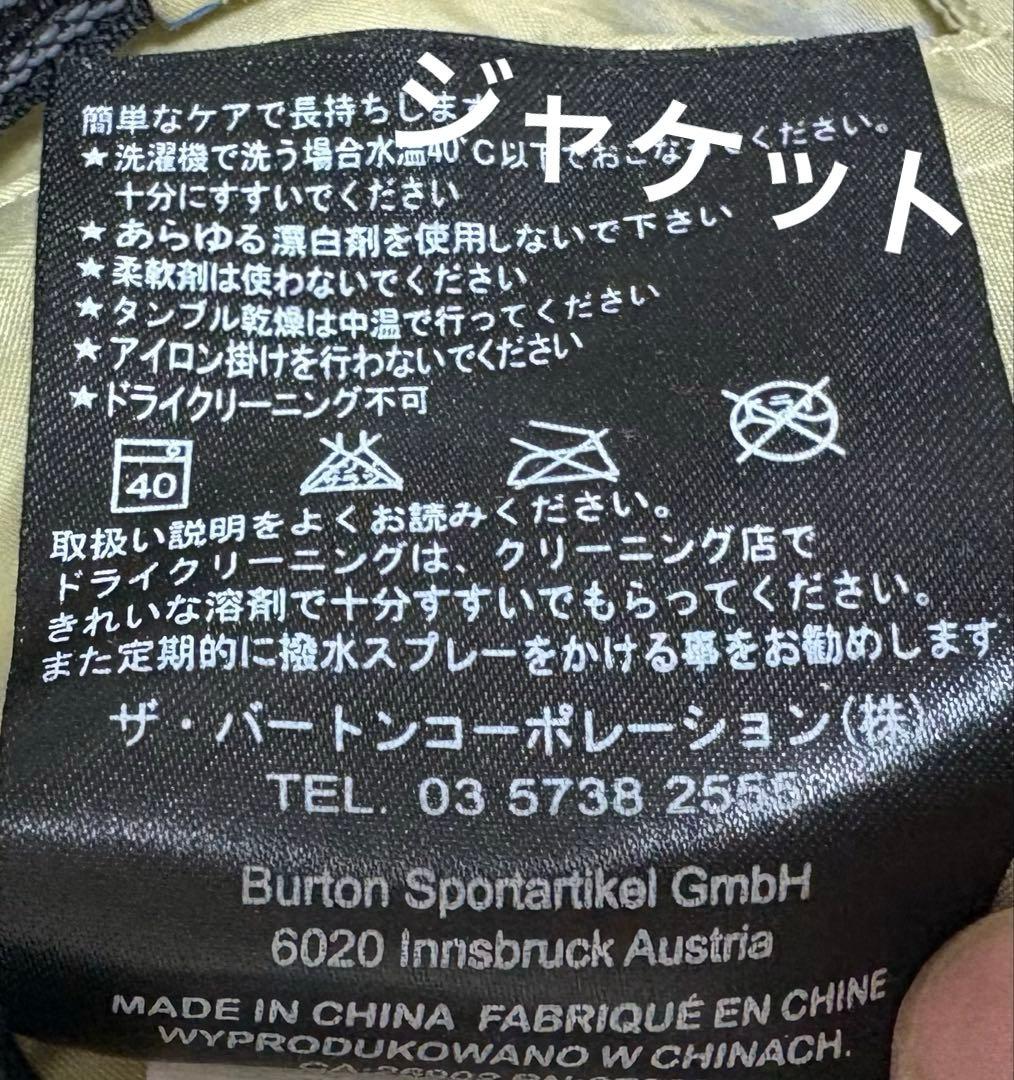 ジャケット
簡単なケアで長持ちします
★洗濯機で洗う場合水温40℃以下でおこなってください。
十分にすすいでください
★あらゆる漂白剤を使用しないで下さい
★柔軟剤は使わないでください
★タンブル乾燥は中温で行ってください
★アイロン掛けを行わないでください
★ドライクリーニング不可
40
エンソ
ドライ
取扱い説明をよくお読みください。
ドライクリーニングは、クリーニング店で
きれいな溶剤で十分すすいでもらってください。
また定期的に撥水スプレーをかける事をお勧めします
ザ・バートンコーポレーション(株)
TEL. 03 5738 2555
Burton Sportartikel GmbH
6020 Innsbruck Austria
MADE IN CHINA FABRIQUÉ EN CHINE
WYPRODUKOWANO W CHINACH.